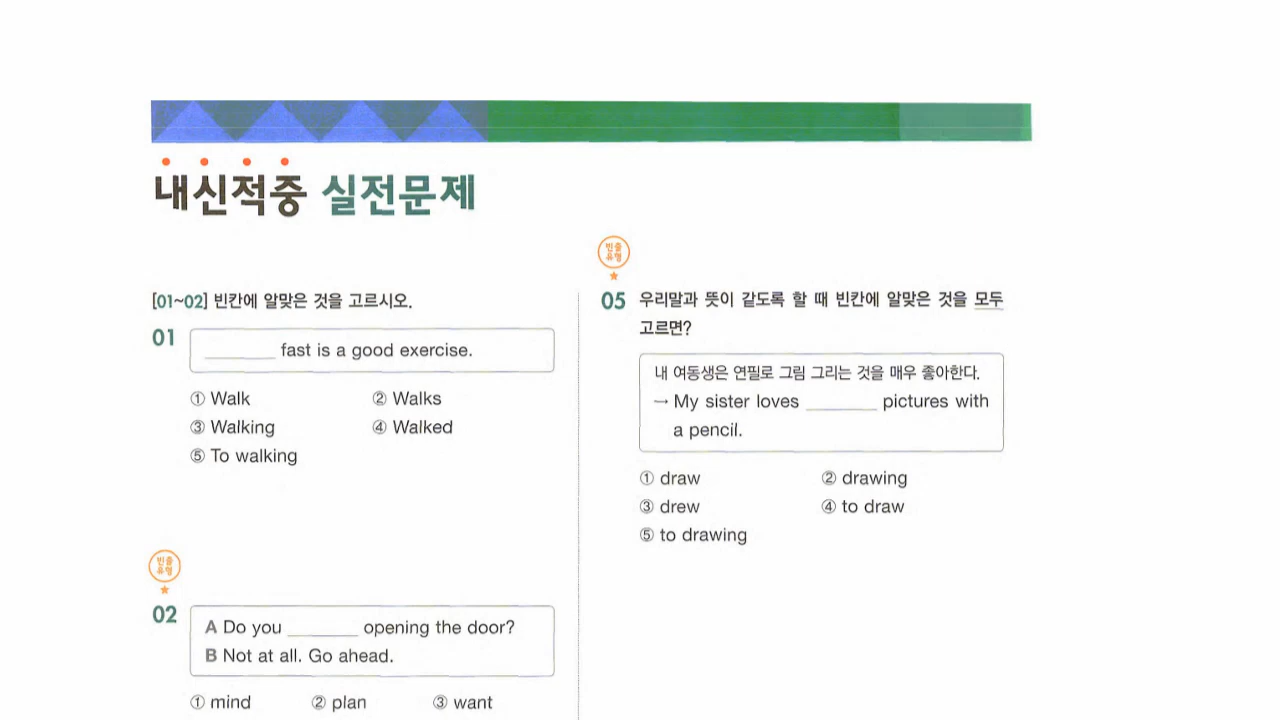 내신적중 실전문제
[01~02] 빈칸에 알맞은 것을 고르시오.
01
_______ fast is a good exercise.
① Walk ② Walks
③ Walking ④ Walked
⑤ To walking
빈출
유형
02
A Do you _______ opening the door?
B Not at all. Go ahead.
① mind ② plan ③ want
빈출
유형
05 우리말과 뜻이 같도록 할 때 빈칸에 알맞은 것을 모두
고르면?
내 여동생은 연필로 그림 그리는 것을 매우 좋아한다.
→ My sister loves _______ pictures with
a pencil.
① draw ② drawing
③ drew ④ to draw
⑤ to drawing